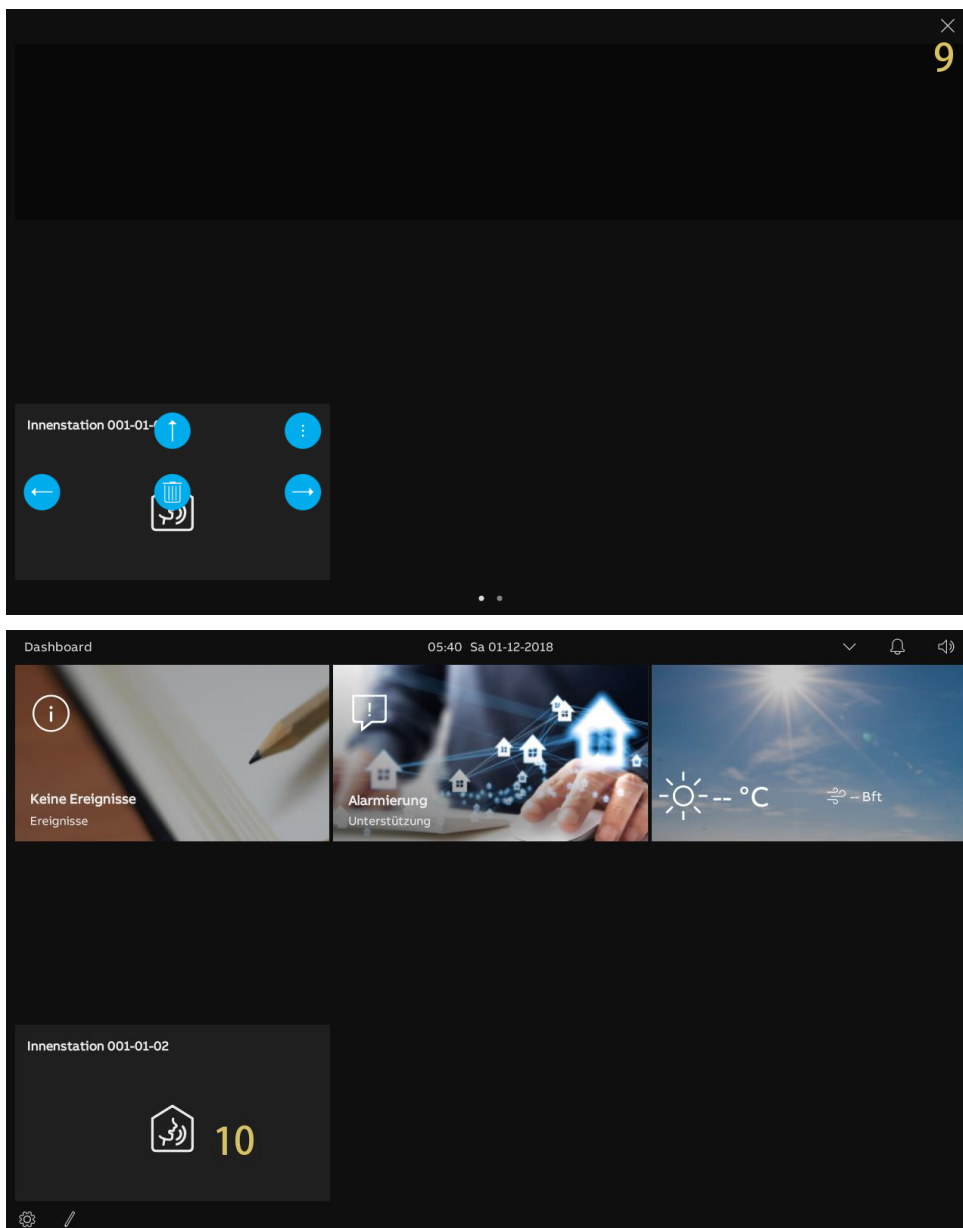 9
Innenstation 001-01-
Dashboard
05:40 Sa 01-12-2018
Keine Ereignisse
Ereignisse
Alarmierung
Unterstützung
-- °C
-- Bft
Innenstation 001-01-02
10